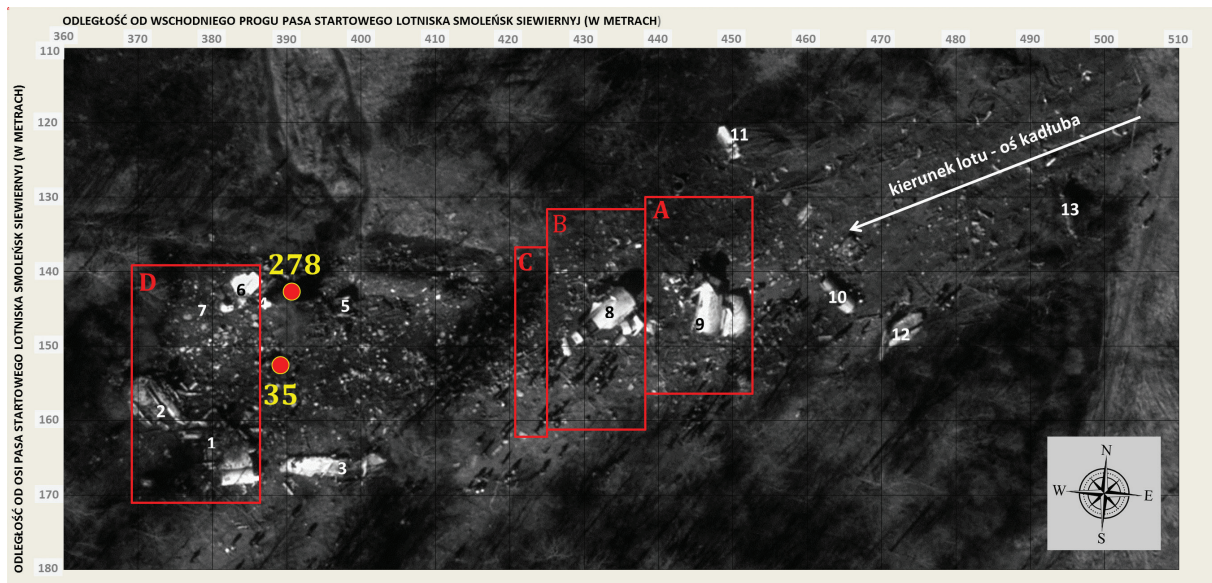 ODLEGŁOŚĆ OD WSCHODNIEGO PROGU PASA STARTOWEGO LOTNISKA SMOLEŃSK SIEWIERNYJ (W METRACH)
360 370 380 390 400 410 420 430 440 450 460 470 480 490 500 510
ODLEGŁOŚĆ OD OSI PASA STARTOWEGO LOTNISKA SMOLEŃSK SIEWIERNYJ (W METRACH)
110
120
130
140
150
160
170
180
kierunek lotu - oś kadłuba
11
13
A
B
C
D
278
6
7
4
5
8
9
10
12
35
2
1
3
N
W E
S